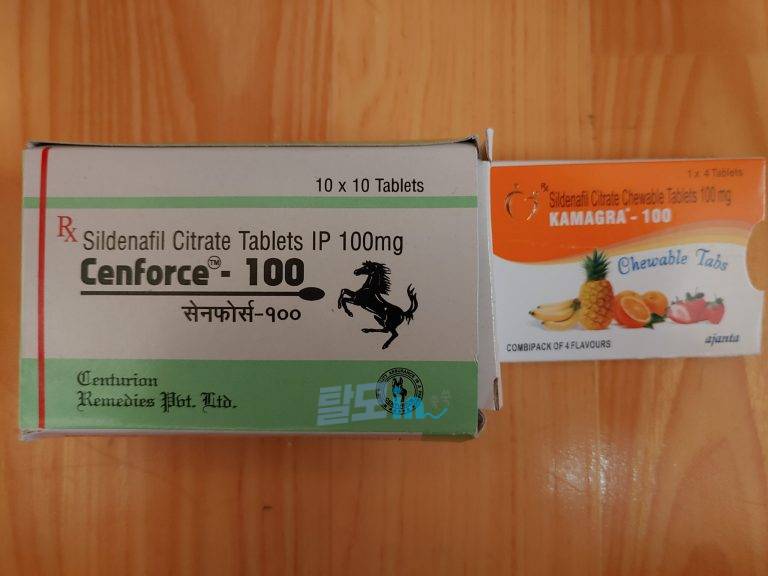 10 x 10 Tablets
Rx Sildenafil Citrate Tablets IP 100mg
Cenforce™ - 100
सेनफोर्स-१००
Centurion
Remedies Pvt. Ltd.
탈모in
1 x 4 Tablets
Rx Sildenafil Citrate Chewable Tablets 100 mg
KAMAGRA® - 100
Chewable Tabs
COMBIPACK OF 4 FLAVOURS
ajanta